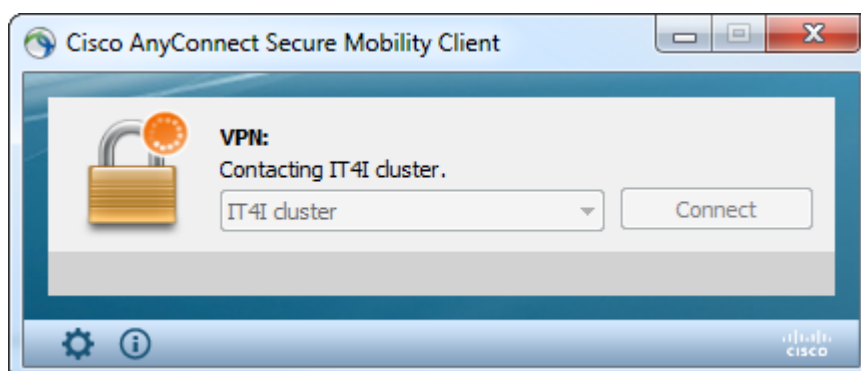 Cisco AnyConnect Secure Mobility Client
VPN:
Contacting IT4I cluster.
IT4I cluster
Connect
CISCO